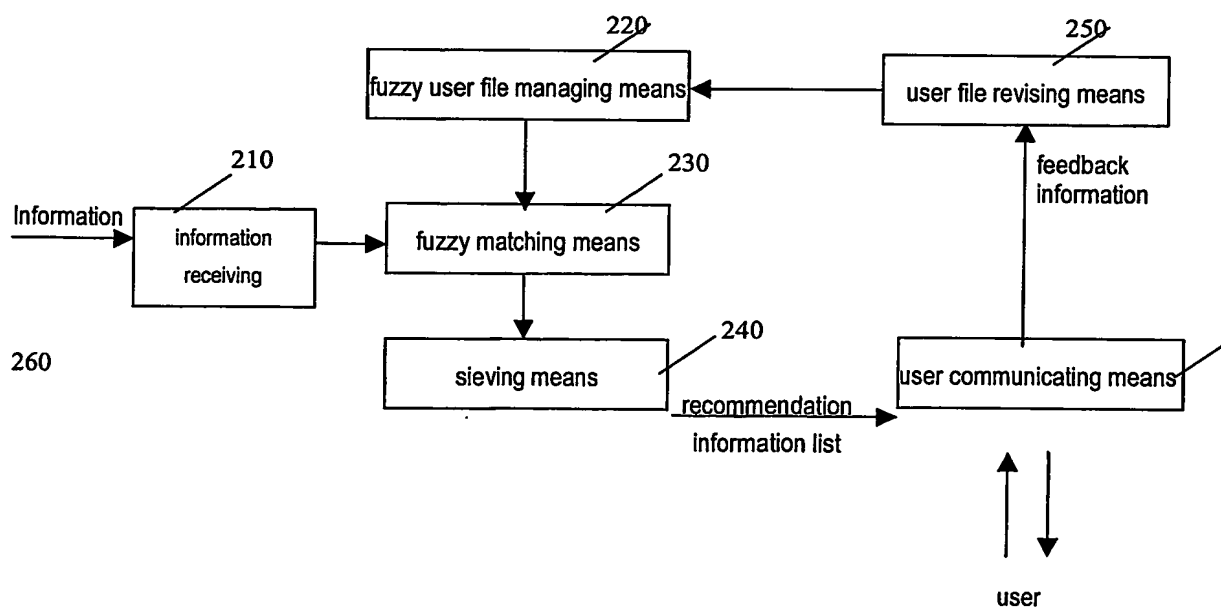 220
250
fuzzy user file managing means
user file revising means
210
230
feedback
information
Information
information
receiving
fuzzy matching means
260
240
sieving means
user communicating means
recommendation
information list
user